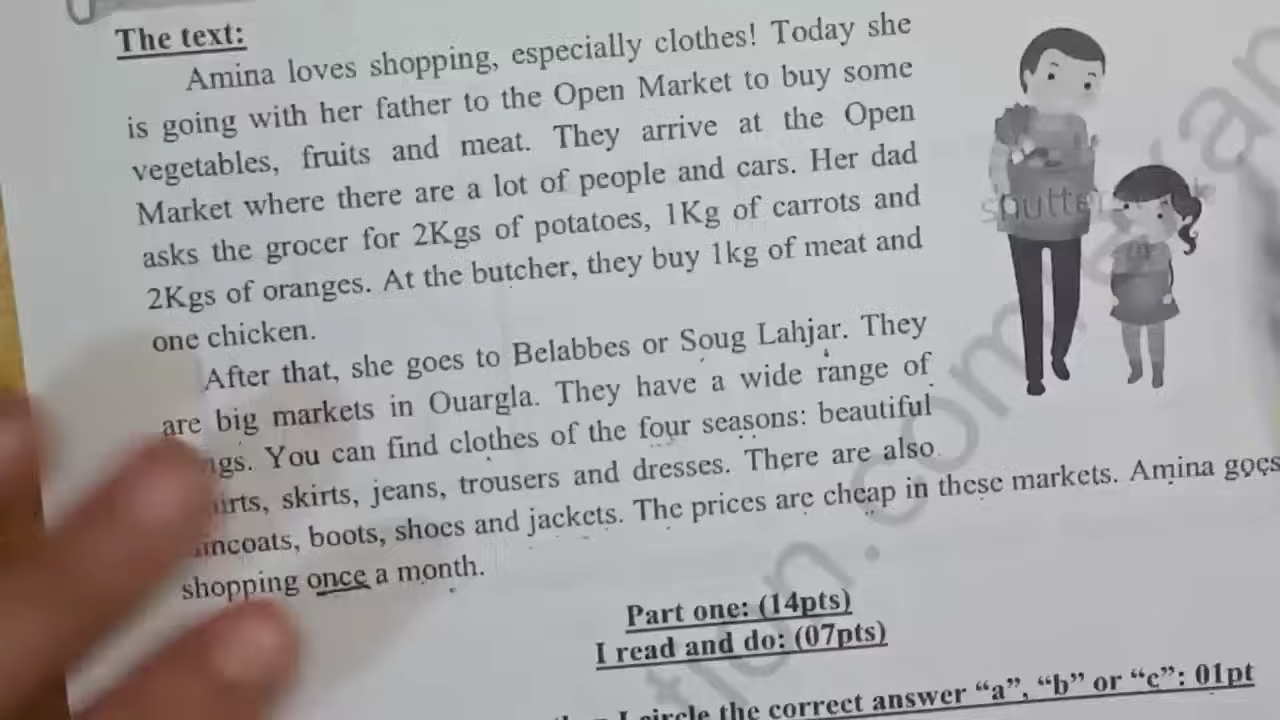 The text:
Amina loves shopping, especially clothes! Today she
is going with her father to the Open Market to buy some
vegetables, fruits and meat. They arrive at the Open
Market where there are a lot of people and cars. Her dad
asks the grocer for 2Kgs of potatoes, 1Kg of carrots and
2Kgs of oranges. At the butcher, they buy 1kg of meat and
one chicken.
After that, she goes to Belabbes or Soug Lahjar. They
are big markets in Ouargla. They have a wide range of
You can find clothes of the four seasons: beautiful
skirts, jeans, trousers and dresses. There are also
boots, shoes and jackets. The prices are cheap in these markets. Amina goes
shopping once a month.
Part one: (14pts)
I read and do: (07pts)
I circle the correct answer “a”, “b” or “c”: 01pt